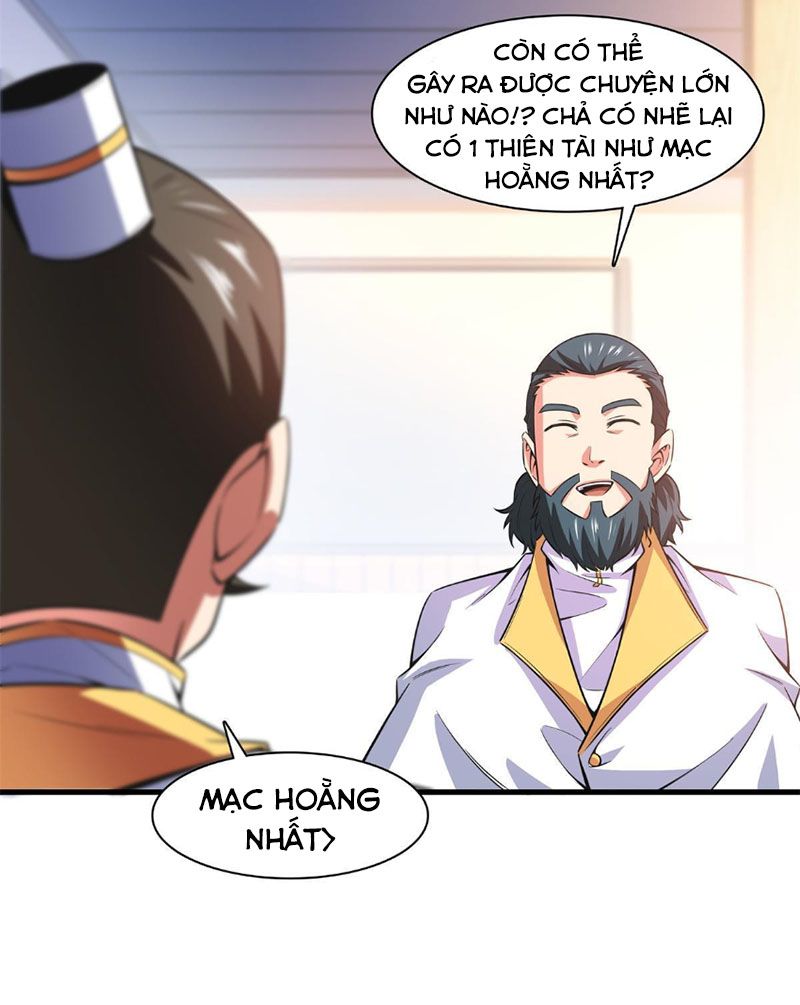 CÒN CÓ THỂ
GÂY RA ĐƯỢC CHUYỆN LỚN
NHƯ NÀO!? CHẢ CÓ NHẼ LẠI
CÓ 1 THIÊN TÀI NHƯ MẠC
HOẰNG NHẤT?
MẠC HOẰNG
NHẤT>